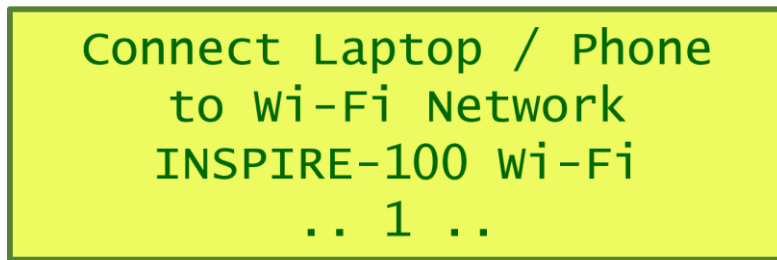 Connect Laptop / Phone
to Wi-Fi Network
INSPIRE-100 Wi-Fi
.. 1 ..